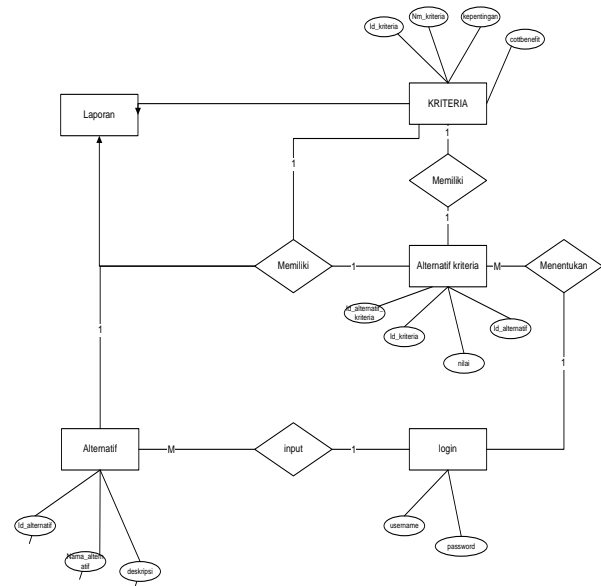 Nm_kriteria
kepentingan
Id_kriteria
cottbenefit
KRITERIA
Laporan
1
1
Memiliki
1
Memiliki
1
Alternatif kriteria
M
Menentukan
Id_alternatif_
kriteria
Id_kriteria
Id_alternatif
nilai
1
1
Alternatif
M
input
1
login
Id_alternatif
Nama_altern
atif
deskripsi
username
password